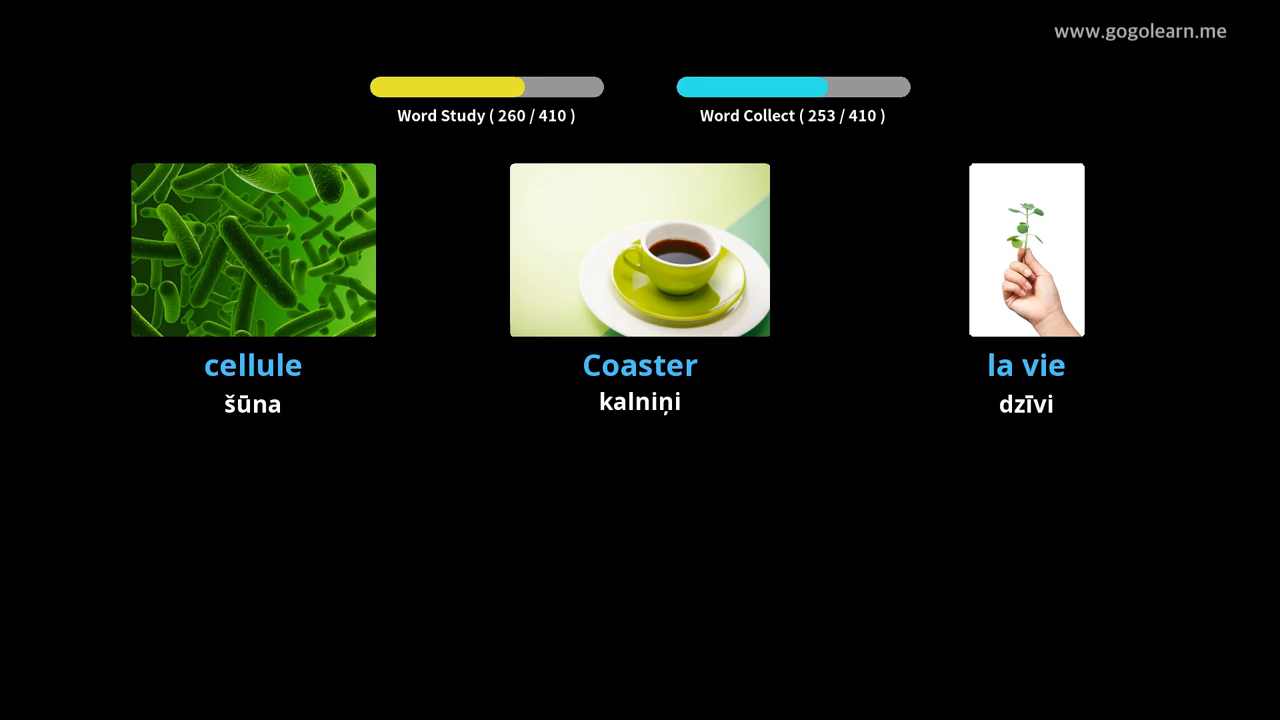 www.gogolearn.me
Word Study ( 260 / 410 )
Word Collect ( 253 / 410 )
cellule
Coaster
la vie
šūna
kalniņi
dzīvi